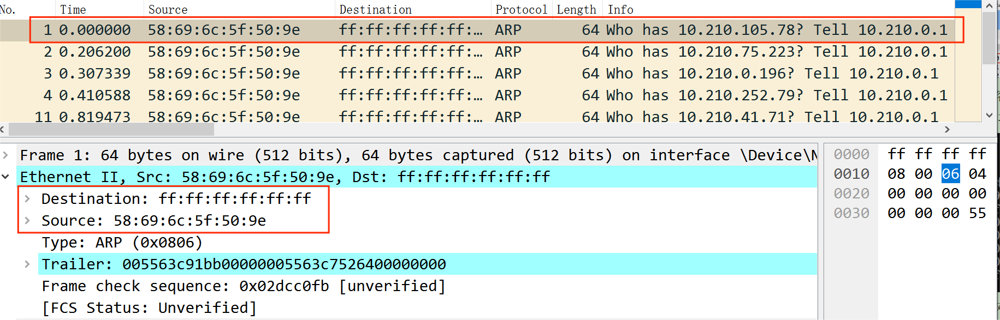 No. Time Source Destination Protocol Length Info
1 0.000000 58:69:6c:5f:50:9e ff:ff:ff:ff:ff:… ARP 64 Who has 10.210.105.78? Tell 10.210.0.1
2 0.206200 58:69:6c:5f:50:9e ff:ff:ff:ff:ff:… ARP 64 Who has 10.210.75.223? Tell 10.210.0.1
3 0.307339 58:69:6c:5f:50:9e ff:ff:ff:ff:ff:… ARP 64 Who has 10.210.0.196? Tell 10.210.0.1
4 0.410588 58:69:6c:5f:50:9e ff:ff:ff:ff:ff:… ARP 64 Who has 10.210.252.79? Tell 10.210.0.1
11 0.819473 58:69:6c:5f:50:9e ff:ff:ff:ff:ff:… ARP 64 Who has 10.210.41.71? Tell 10.210.0.1
Frame 1: 64 bytes on wire (512 bits), 64 bytes captured (512 bits) on interface \Device\N
Ethernet II, Src: 58:69:6c:5f:50:9e, Dst: ff:ff:ff:ff:ff:ff
Destination: ff:ff:ff:ff:ff:ff
Source: 58:69:6c:5f:50:9e
Type: ARP (0x0806)
Trailer: 005563c91bb00000005563c7526400000000
Frame check sequence: 0x02dcc0fb [unverified]
[FCS Status: Unverified]
0000 ff ff ff ff
0010 08 00 06 04
0020 00 00 00 00
0030 00 00 00 55